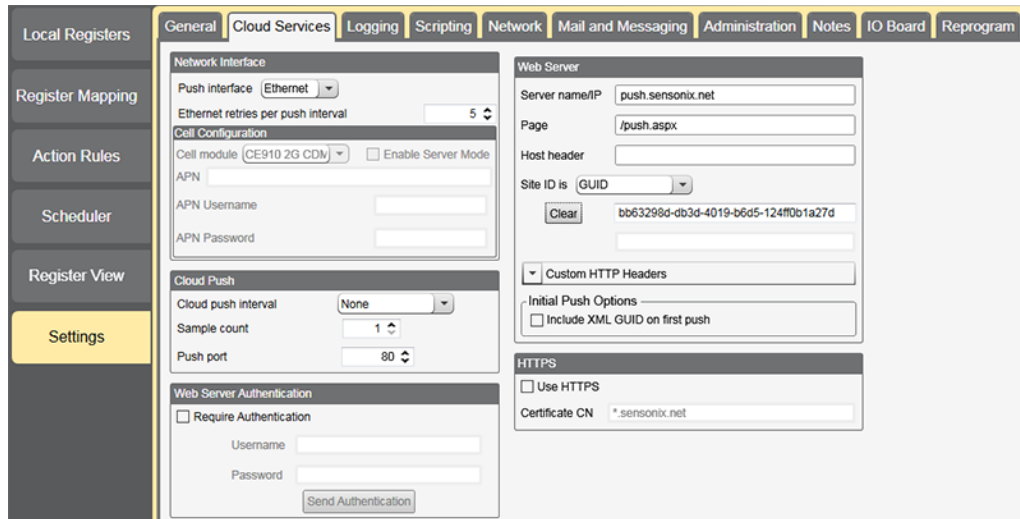 Local Registers
Register Mapping
Action Rules
Scheduler
Register View
Settings
General Cloud Services Logging Scripting Network Mail and Messaging Administration Notes IO Board Reprogram
Network Interface
Push interface Ethernet
Ethernet retries per push interval 5
Cell Configuration
Cell module CE910 2G CDM Enable Server Mode
APN
APN Username
APN Password
Cloud Push
Cloud push interval None
Sample count 1
Push port 80
Web Server Authentication
Require Authentication
Username
Password
Send Authentication
Web Server
Server name/IP push.sensonix.net
Page /push.aspx
Host header
Site ID is GUID
Clear bb63298d-db3d-4019-b6d5-124ff0b1a27d
Custom HTTP Headers
Initial Push Options
Include XML GUID on first push
HTTPS
Use HTTPS
Certificate CN *.sensonix.net